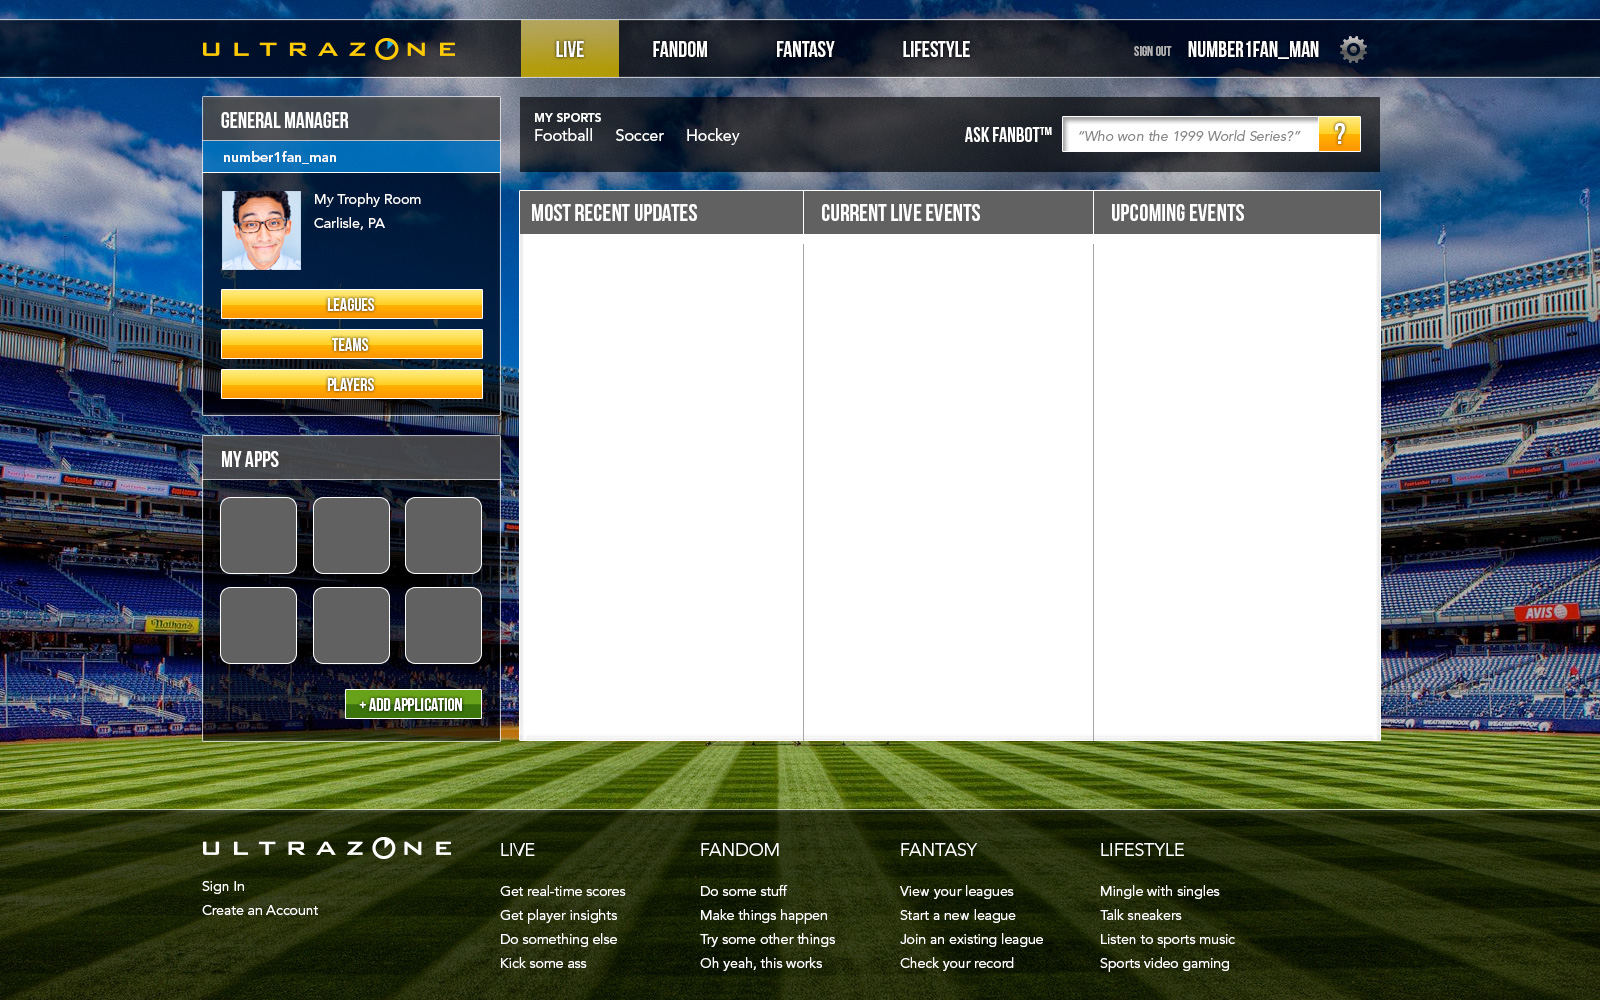 ULTRAZONE
LIVE
FANDOM
FANTASY
LIFESTYLE
SIGN OUT
NUMBER1FAN_MAN
GENERAL MANAGER
number1fan_man
My Trophy Room
Carlisle, PA
LEAGUES
TEAMS
PLAYERS
MY APPS
+ ADD APPLICATION
MY SPORTS
Football Soccer Hockey
ASK FANBOT™
"Who won the 1999 World Series?"
?
MOST RECENT UPDATES
CURRENT LIVE EVENTS
UPCOMING EVENTS
Nathan's
AVIS
WEATHERPROOF
WEATHERPROOF
ULTRAZONE
Sign In
Create an Account
LIVE
Get real-time scores
Get player insights
Do something else
Kick some ass
FANDOM
Do some stuff
Make things happen
Try some other things
Oh yeah, this works
FANTASY
View your leagues
Start a new league
Join an existing league
Check your record
LIFESTYLE
Mingle with singles
Talk sneakers
Listen to sports music
Sports video gaming